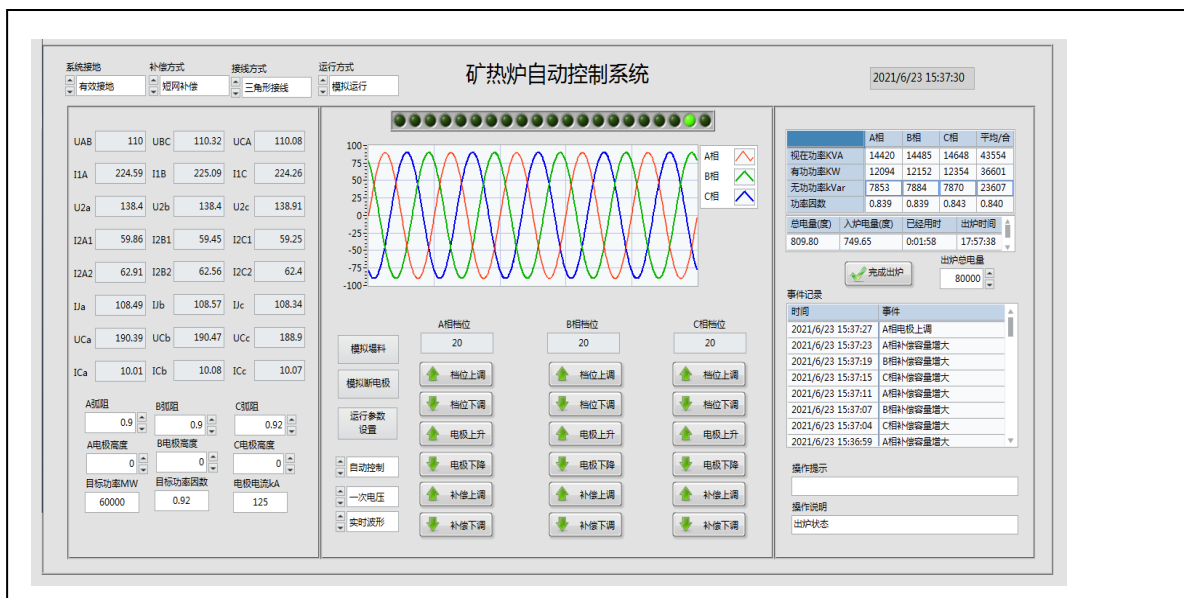 系统接地 补偿方式 接线方式 运行方式
有效接地 短网补偿 三角形接线 模拟运行
矿热炉自动控制系统
2021/6/23 15:37:30
UAB 110 UBC 110.32 UCA 110.08
I1A 224.59 I1B 225.09 I1C 224.26
U2a 138.4 U2b 138.4 U2c 138.91
I2A1 59.86 I2B1 59.45 I2C1 59.25
I2A2 62.91 I2B2 62.56 I2C2 62.4
IJa 108.49 IJb 108.57 IJc 108.34
UCa 190.39 UCb 190.47 UCc 188.9
ICa 10.01 ICb 10.08 ICc 10.07
A弧阻 B弧阻 C弧阻
0.9 0.9 0.92
A电极高度 B电极高度 C电极高度
0 0 0
目标功率MW 目标功率因数 电极电流kA
60000 0.92 125
100
75
50
25
0
-25
-50
-75
-100
A相
B相
C相
A相档位 B相档位 C相档位
20 20 20
模拟塌料
模拟断电极
运行参数
设置
自动控制
一次电压
实时波形
档位上调 档位上调 档位上调
档位下调 档位下调 档位下调
电极上升 电极上升 电极上升
电极下降 电极下降 电极下降
补偿上调 补偿上调 补偿上调
补偿下调 补偿下调 补偿下调
A相 B相 C相 平均/合
视在功率KVA 14420 14485 14648 43554
有功功率KW 12094 12152 12354 36601
无功功率kVar 7853 7884 7870 23607
功率因数 0.839 0.839 0.843 0.840
总电量(度) 入炉电量(度) 已经用时 出炉时间
809.80 749.65 0:01:58 17:57:38
完成出炉
出炉总电量
80000
事件记录
时间 事件
2021/6/23 15:37:27 A相电极上调
2021/6/23 15:37:23 A相补偿容量增大
2021/6/23 15:37:19 B相补偿容量增大
2021/6/23 15:37:15 C相补偿容量增大
2021/6/23 15:37:11 A相补偿容量增大
2021/6/23 15:37:07 B相补偿容量增大
2021/6/23 15:37:04 C相补偿容量增大
2021/6/23 15:36:59 A相补偿容量增大
操作提示
操作说明
出炉状态